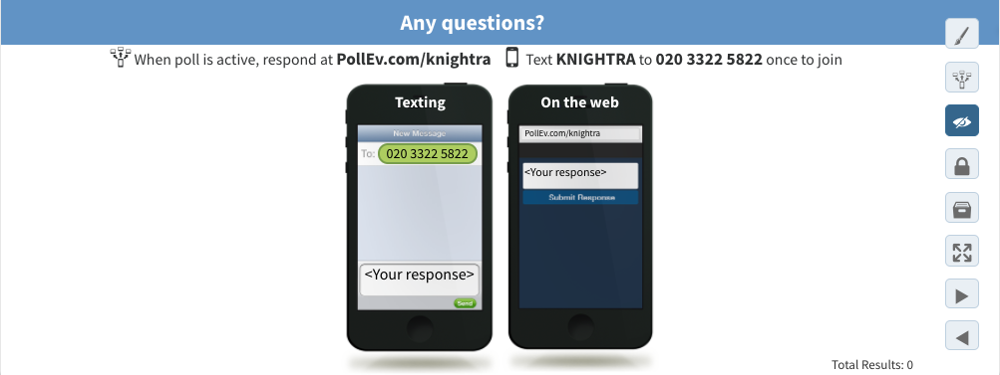 Any questions?
When poll is active, respond at PollEv.com/knightra
Text KNIGHTRA to 020 3322 5822 once to join
Texting
New Message
To: 020 3322 5822
<Your response>
Send
On the web
PollEv.com/knightra
<Your response>
Submit Response
Total Results: 0